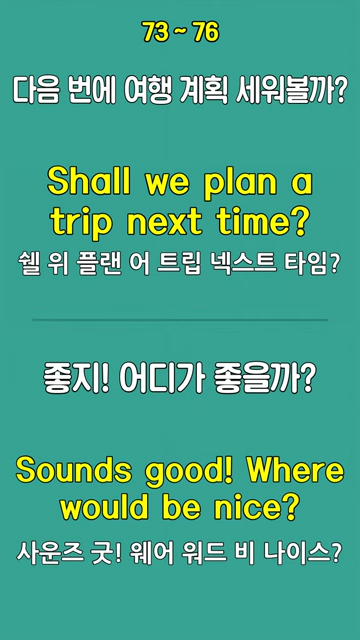 73 ~ 76
다음 번에 여행 계획 세워볼까?
Shall we plan a
trip next time?
쉘 위 플랜 어 트립 넥스트 타임?
좋지! 어디가 좋을까?
Sounds good! Where
would be nice?
사운즈 굿! 웨어 워드 비 나이스?